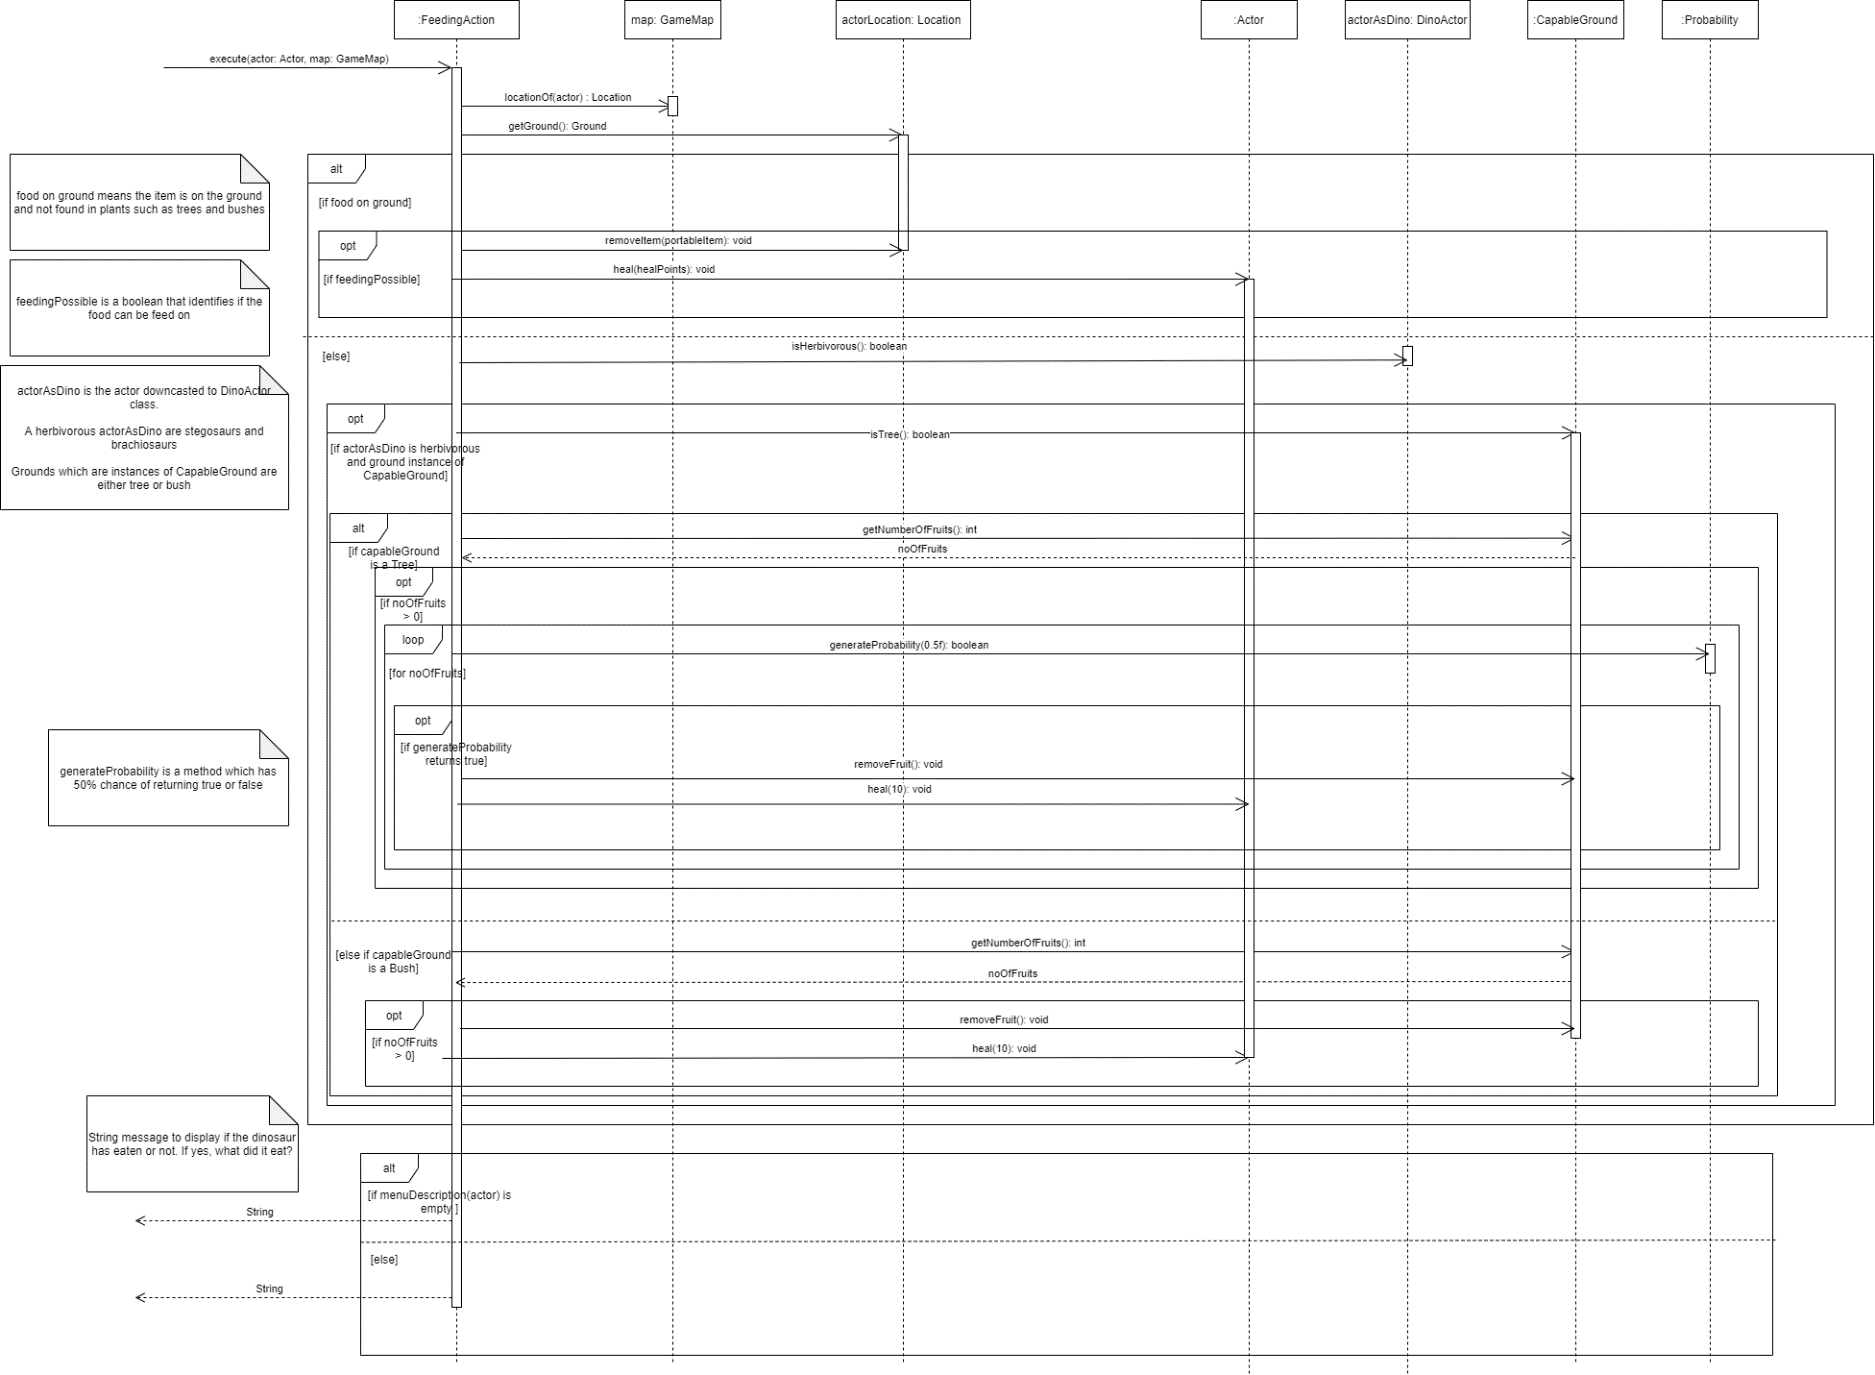 :FeedingAction
map: GameMap
actorLocation: Location
:Actor
actorAsDino: DinoActor
:CapableGround
:Probability
execute(actor: Actor, map: GameMap)
locationOf(actor) : Location
getGround(): Ground
alt
food on ground means the item is on the ground
and not found in plants such as trees and bushes
[if food on ground]
opt
removeItem(portableItem): void
heal(healPoints): void
[if feedingPossible]
feedingPossible is a boolean that identifies if the
food can be feed on
isHerbivorous(): boolean
[else]
actorAsDino is the actor downcasted to DinoActor
class.
A herbivorous actorAsDino are stegosaurs and
brachiosaurs
Grounds which are instances of CapableGround are
either tree or bush
opt
isTree(): boolean
[if actorAsDino is herbivorous
and ground instance of
CapableGround]
alt
getNumberOfFruits(): int
noOfFruits
[if capableGround
is a Tree]
opt
[if noOfFruits
> 0]
loop
generateProbability(0.5f): boolean
[for noOfFruits]
opt
[if generateProbability
returns true]
generateProbability is a method which has
50% chance of returning true or false
removeFruit(): void
heal(10): void
getNumberOfFruits(): int
[else if capableGround
is a Bush]
noOfFruits
opt
removeFruit(): void
[if noOfFruits
> 0]
heal(10): void
String message to display if the dinosaur
has eaten or not. If yes, what did it eat?
alt
[if menuDescription(actor) is
empty ]
String
[else]
String